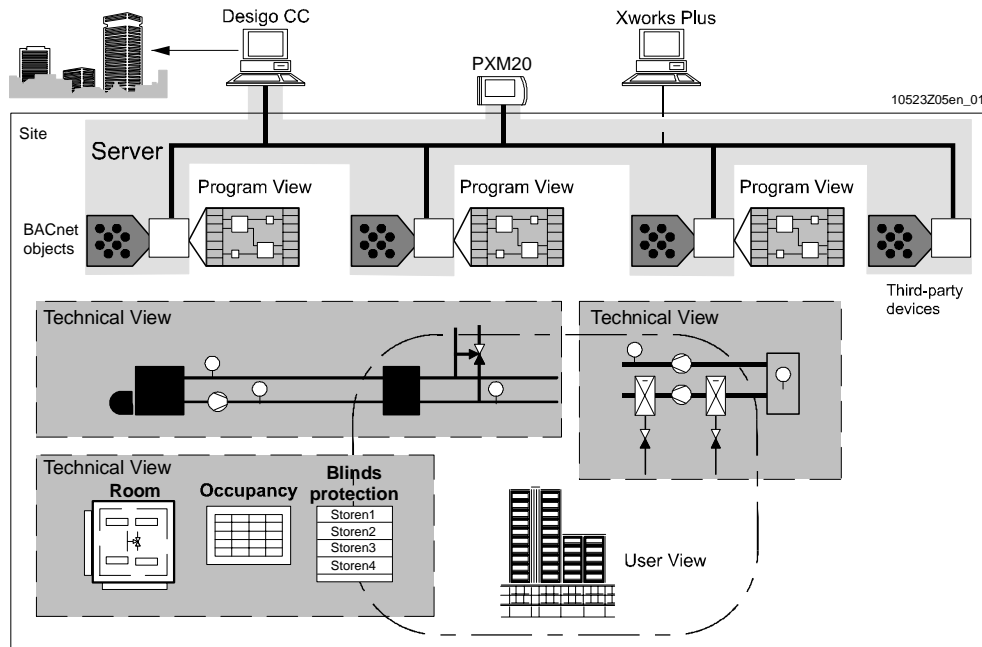 Desigo CC
Xworks Plus
PXM20
10523Z05en_01
Site
Server
Program View
Program View
Program View
BACnet
objects
Third-party
devices
Technical View
Technical View
Technical View
Room
Occupancy
Blinds
protection
Storen1
Storen2
Storen3
Storen4
User View